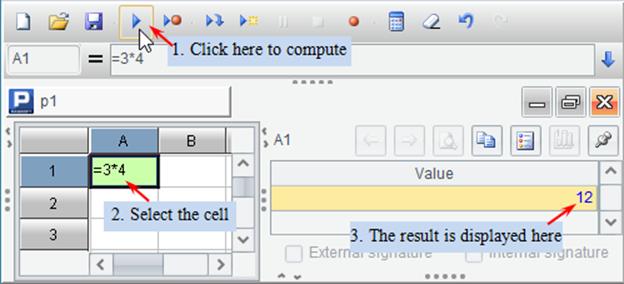 1. Click here to compute
A1 = =3*4
p1
A1
A B
Value
1 =3*4
12
2
2. Select the cell
3. The result is displayed here
3
External signature Internal signature